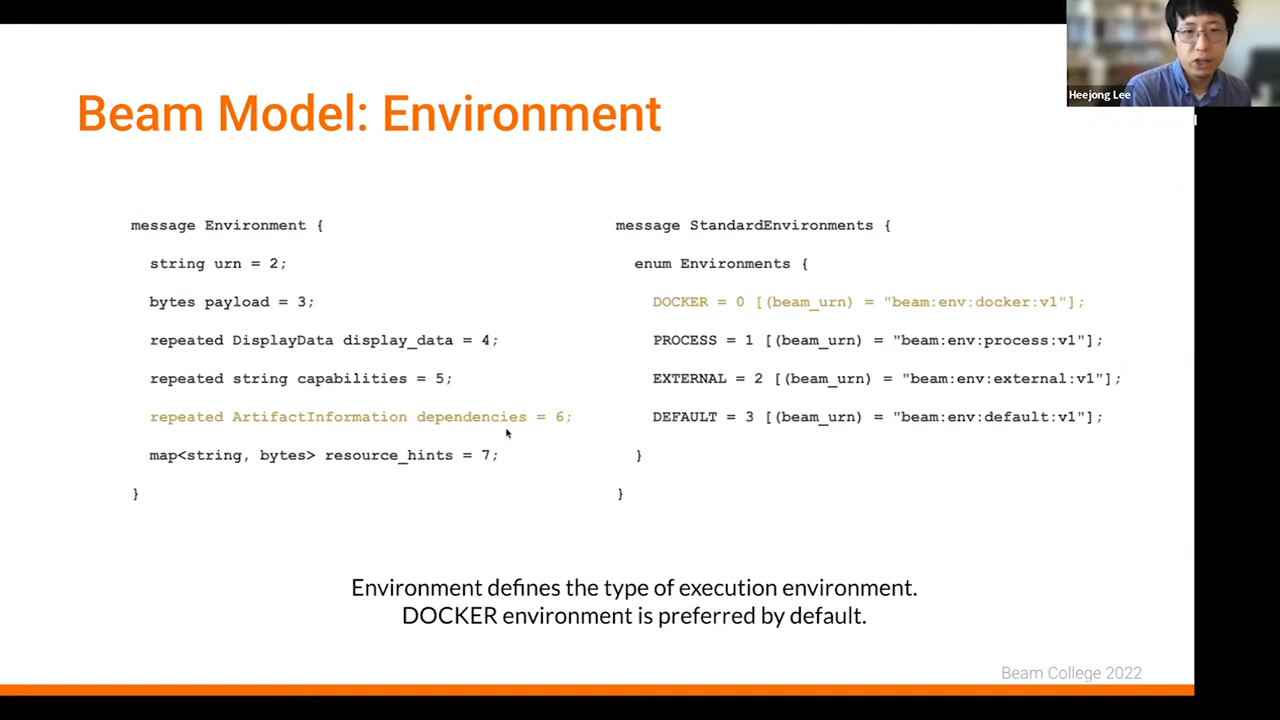 Heejong Lee
Beam Model: Environment
message Environment {
string urn = 2;
bytes payload = 3;
repeated DisplayData display_data = 4;
repeated string capabilities = 5;
repeated ArtifactInformation dependencies = 6;
map<string, bytes> resource_hints = 7;
}
message StandardEnvironments {
enum Environments {
DOCKER = 0 [(beam_urn) = "beam:env:docker:v1"];
PROCESS = 1 [(beam_urn) = "beam:env:process:v1"];
EXTERNAL = 2 [(beam_urn) = "beam:env:external:v1"];
DEFAULT = 3 [(beam_urn) = "beam:env:default:v1"];
}
}
Environment defines the type of execution environment.
DOCKER environment is preferred by default.
Beam College 2022